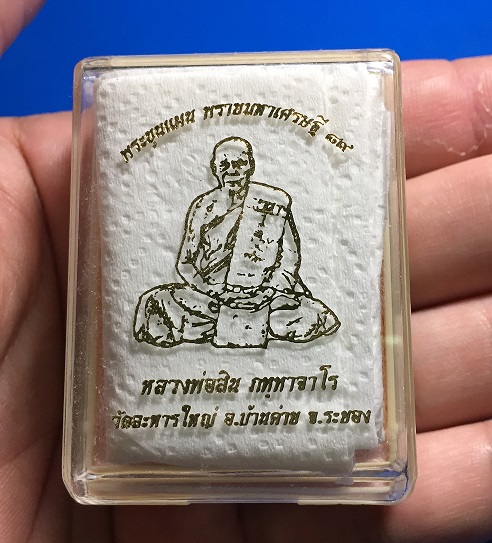 พระขุนแผน พรายมหาเศรษฐี ๔๙
หลวงพ่อสิน ภทฺทาจาโร
วัดละหารใหญ่ อ.บ้านค่าย จ.ระยอง